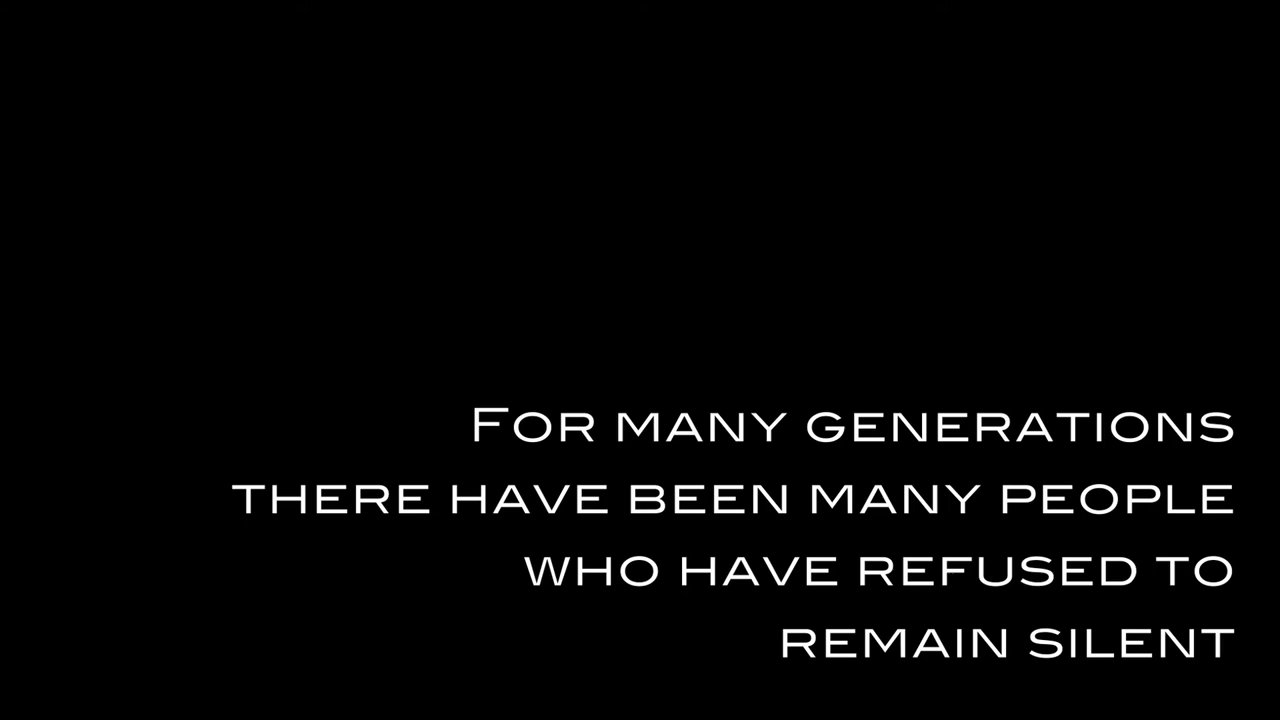 For many generations
there have been many people
who have refused to
remain silent